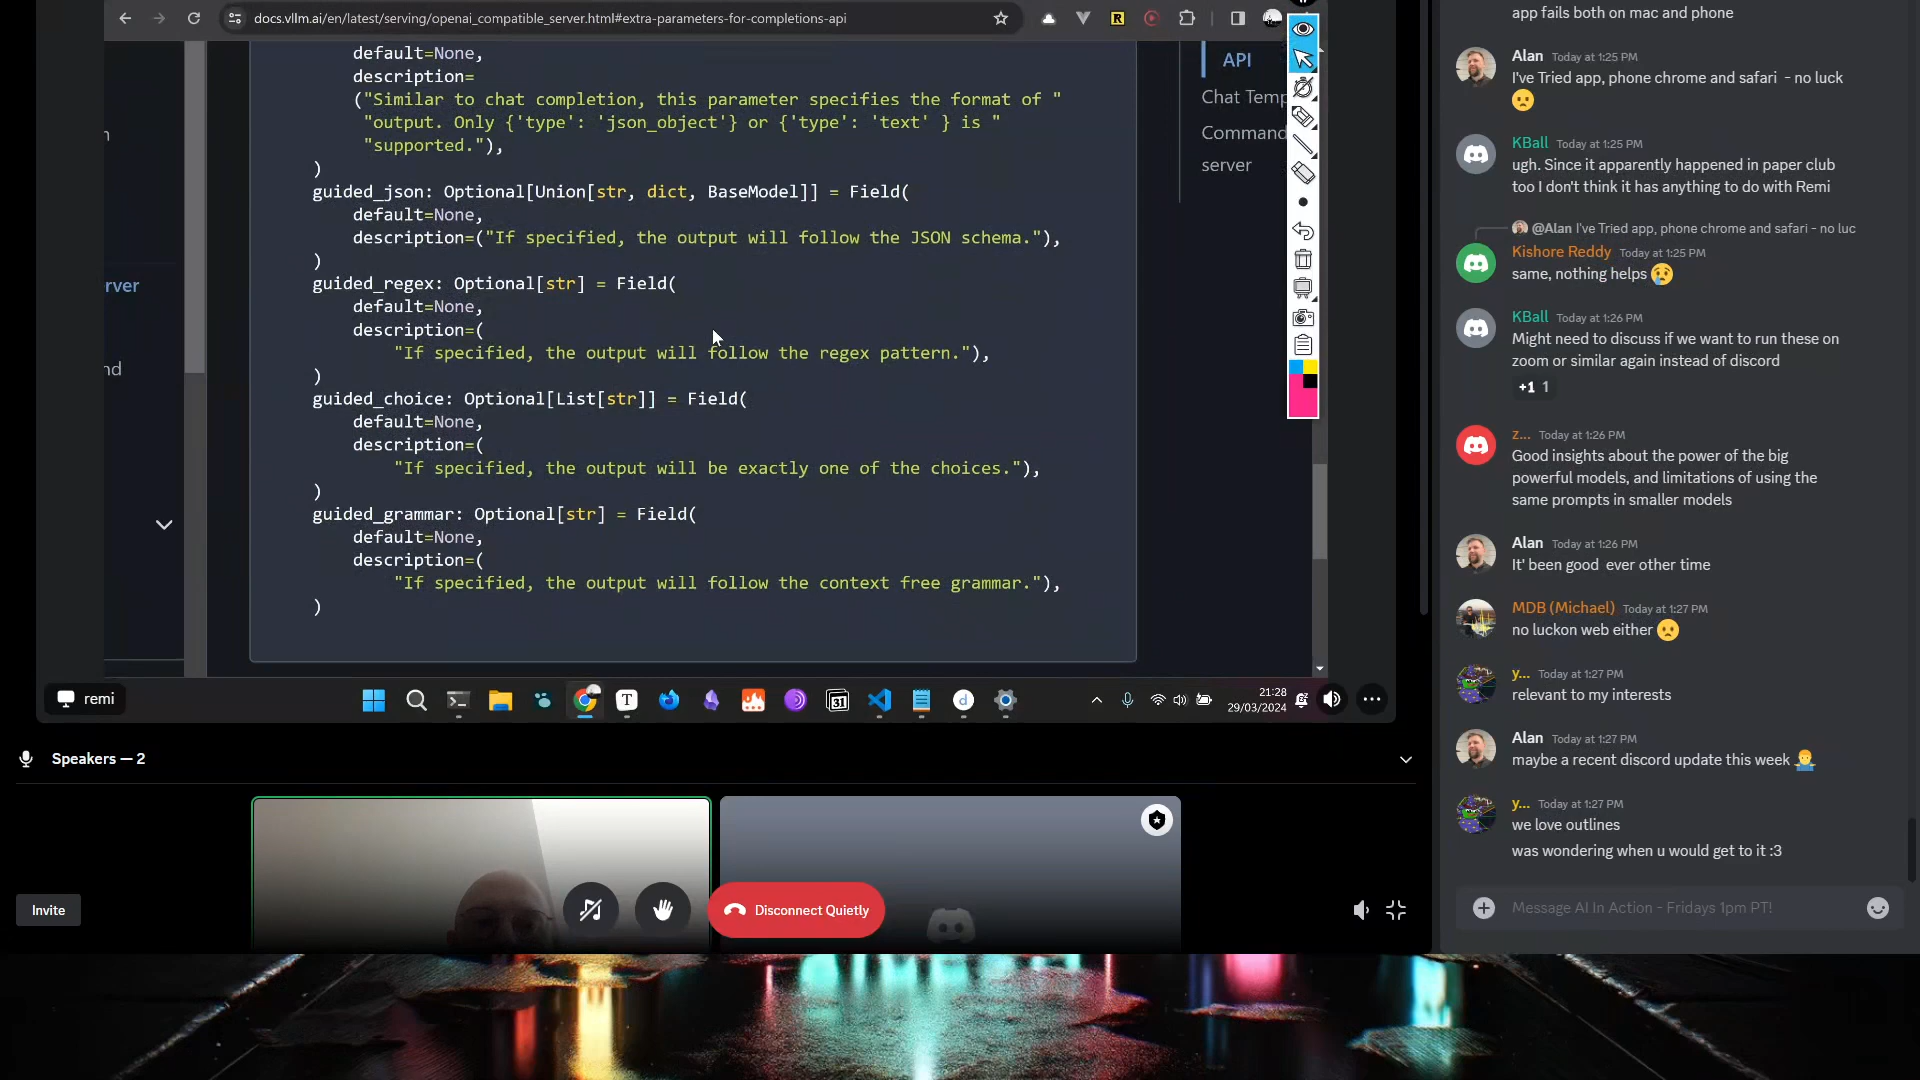 docs.vllm.ai/en/latest/serving/openai_compatible_server.html#extra-parameters-for-completions-api
default=None,
description=
("Similar to chat completion, this parameter specifies the format of "
"output. Only {'type': 'json_object'} or {'type': 'text' } is "
"supported."),
)
guided_json: Optional[Union[str, dict, BaseModel]] = Field(
default=None,
description=("If specified, the output will follow the JSON schema."),
)
guided_regex: Optional[str] = Field(
default=None,
description=(
"If specified, the output will follow the regex pattern."),
)
guided_choice: Optional[List[str]] = Field(
default=None,
description=(
"If specified, the output will be exactly one of the choices."),
)
guided_grammar: Optional[str] = Field(
default=None,
description=(
"If specified, the output will follow the context free grammar."),
)
n
rver
nd
API
Chat Temp
Command
server
remi
T
31
d
21:28
29/03/2024
Speakers — 2
Invite
Disconnect Quietly
app fails both on mac and phone
Alan Today at 1:25 PM
I've Tried app, phone chrome and safari - no luck
KBall Today at 1:25 PM
ugh. Since it apparently happened in paper club
too I don't think it has anything to do with Remi
@Alan I've Tried app, phone chrome and safari - no luc
Kishore Reddy Today at 1:25 PM
same, nothing helps
KBall Today at 1:26 PM
Might need to discuss if we want to run these on
zoom or similar again instead of discord
+1 1
z... Today at 1:26 PM
Good insights about the power of the big
powerful models, and limitations of using the
same prompts in smaller models
Alan Today at 1:26 PM
It' been good ever other time
MDB (Michael) Today at 1:27 PM
no luckon web either
y... Today at 1:27 PM
relevant to my interests
Alan Today at 1:27 PM
maybe a recent discord update this week
y... Today at 1:27 PM
we love outlines
was wondering when u would get to it :3
Message AI In Action - Fridays 1pm PT!